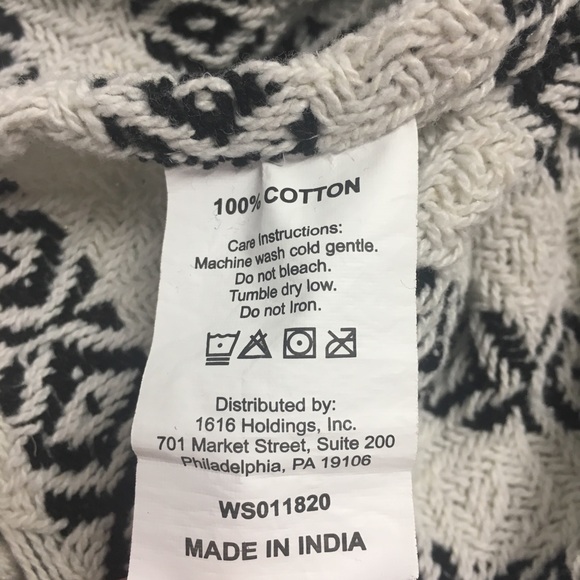 100% COTTON
Care Instructions:
Machine wash cold gentle.
Do not bleach.
Tumble dry low.
Do not Iron.
Distributed by:
1616 Holdings, Inc.
701 Market Street, Suite 200
Philadelphia, PA 19106
WS011820
MADE IN INDIA